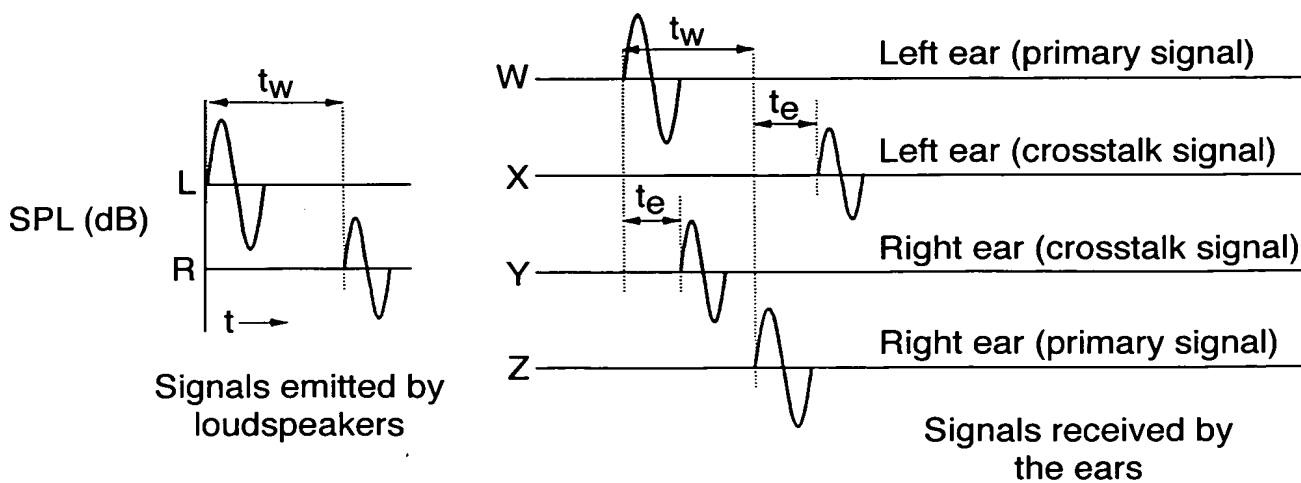 SPL (dB)
L
R
t
tw
Signals emitted by
loudspeakers
tw
W
Left ear (primary signal)
te
X
Left ear (crosstalk signal)
te
Y
Right ear (crosstalk signal)
Z
Right ear (primary signal)
Signals received by
the ears